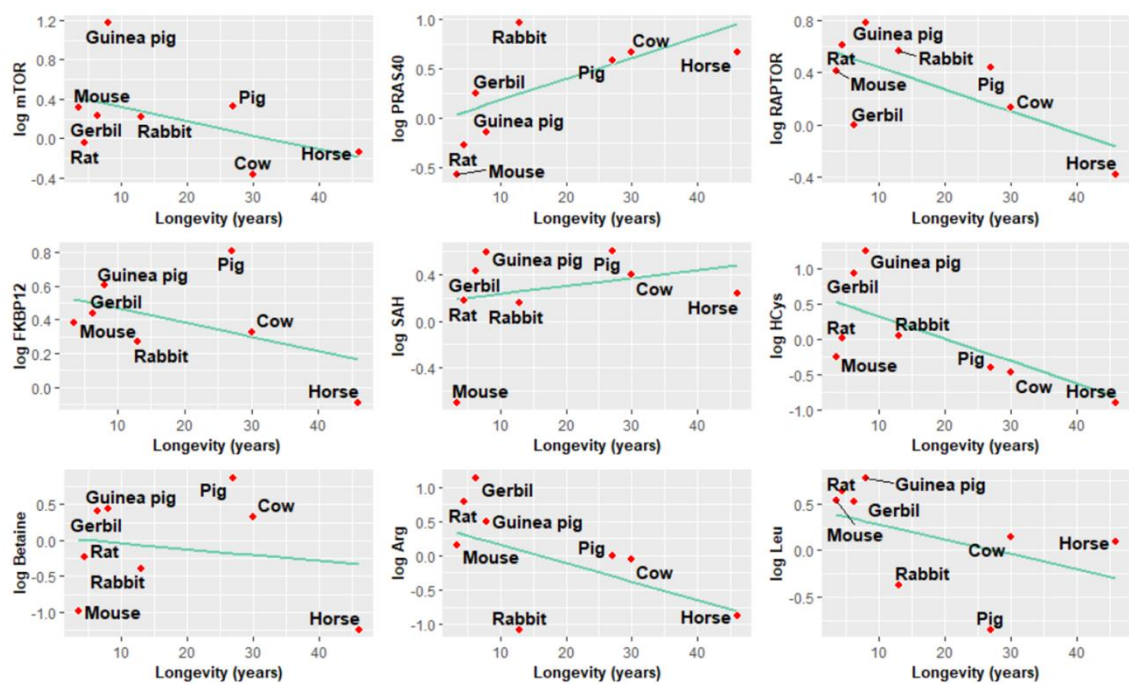 log mTOR
1.2
0.8
0.4
0.0
-0.4
Guinea pig
Mouse
Pig
Gerbil
Rabbit
Rat
Cow
Horse
10 20 30 40
Longevity (years)
log PRAS40
1.0
0.5
0.0
-0.5
Rabbit
Cow
Pig
Horse
Gerbil
Guinea pig
Rat
Mouse
10 20 30 40
Longevity (years)
log RAPTOR
0.8
0.4
0.0
-0.4
Guinea pig
Rat
Rabbit
Mouse
Pig
Cow
Gerbil
Horse
10 20 30 40
Longevity (years)
log FKBP12
0.8
0.6
0.4
0.2
0.0
Pig
Guinea pig
Gerbil
Mouse
Cow
Rabbit
Horse
10 20 30 40
Longevity (years)
log SAH
0.4
0.0
0.4
Guinea pig
Pig
Gerbil
Cow
Rat
Rabbit
Horse
Mouse
10 20 30 40
Longevity (years)
log HCys
1.0
0.5
0.0
-0.5
-1.0
Guinea pig
Gerbil
Rat
Rabbit
Mouse
Pig
Cow
Horse
10 20 30 40
Longevity (years)
log Betaine
0.5
0.0
-0.5
-1.0
Guinea pig
Pig
Cow
Gerbil
Rat
Rabbit
Mouse
Horse
10 20 30 40
Longevity (years)
log Arg
1.0
0.5
0.0
-0.5
-1.0
Gerbil
Rat
Guinea pig
Mouse
Pig
Cow
Rabbit
Horse
10 20 30 40
Longevity (years)
log Leu
0.5
0.0
0.5
Rat
Guinea pig
Gerbil
Mouse
Cow
Horse
Rabbit
Pig
10 20 30 40
Longevity (years)